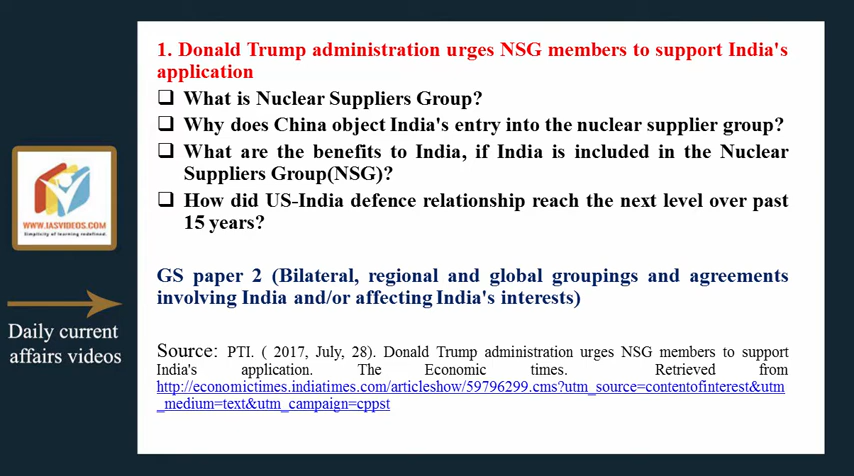 1. Donald Trump administration urges NSG members to support India's
application
❑ What is Nuclear Suppliers Group?
❑ Why does China object India's entry into the nuclear supplier group?
❑ What are the benefits to India, if India is included in the Nuclear
Suppliers Group(NSG)?
❑ How did US-India defence relationship reach the next level over past
15 years?
GS paper 2 (Bilateral, regional and global groupings and agreements
involving India and/or affecting India's interests)
Source: PTI. ( 2017, July, 28). Donald Trump administration urges NSG members to support
India's application. The Economic times. Retrieved from
http://economictimes.indiatimes.com/articleshow/59796299.cms?utm_source=contentofinterest&utm
_medium=text&utm_campaign=cppst
WWW.IASVIDEOS.COM
Simplicity of learning redefined.
Daily current
affairs videos